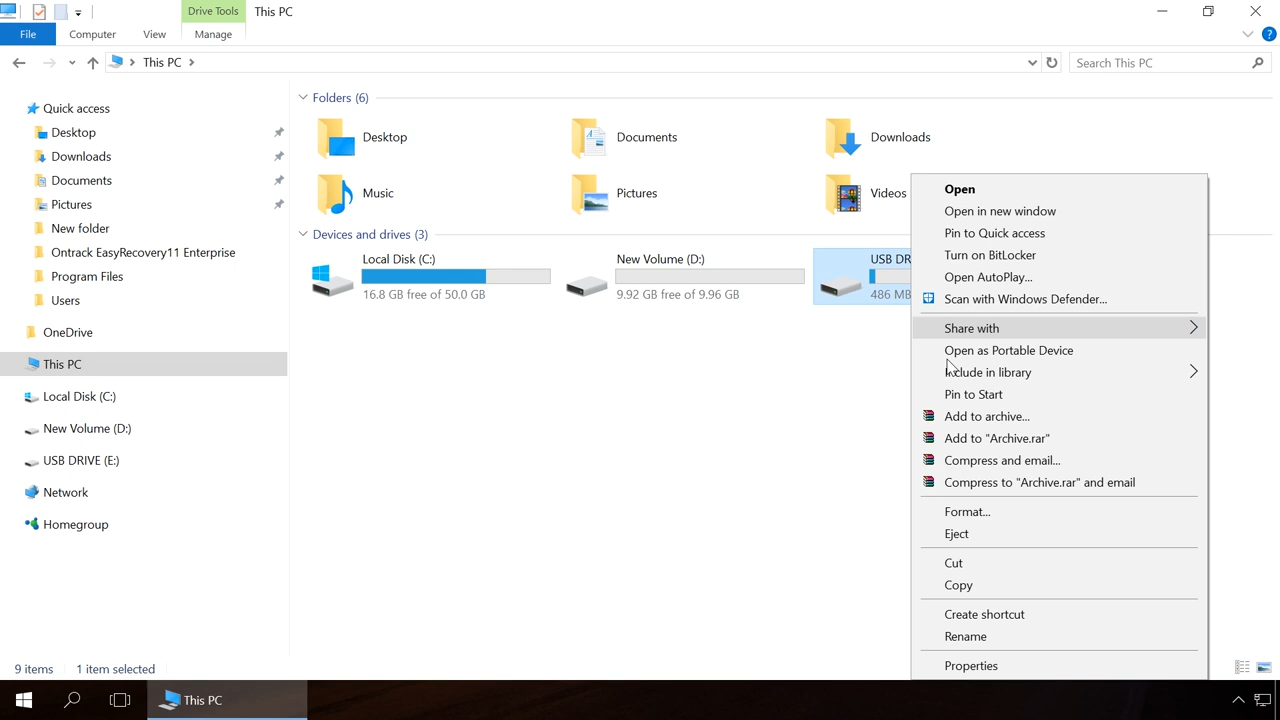 Drive Tools
This PC
File
Computer
View
Manage
This PC
Search This PC
Quick access
Desktop
Downloads
Documents
Pictures
New folder
Ontrack EasyRecovery11 Enterprise
Program Files
Users
OneDrive
This PC
Local Disk (C:)
New Volume (D:)
USB DRIVE (E:)
Network
Homegroup
Folders (6)
Desktop
Documents
Downloads
Music
Pictures
Videos
Devices and drives (3)
Local Disk (C:)
16.8 GB free of 50.0 GB
New Volume (D:)
9.92 GB free of 9.96 GB
USB DR
486 MB
Open
Open in new window
Pin to Quick access
Turn on BitLocker
Open AutoPlay...
Scan with Windows Defender...
Share with
Open as Portable Device
Include in library
Pin to Start
Add to archive...
Add to "Archive.rar"
Compress and email...
Compress to "Archive.rar" and email
Format...
Eject
Cut
Copy
Create shortcut
Rename
Properties
9 items
1 item selected
This PC